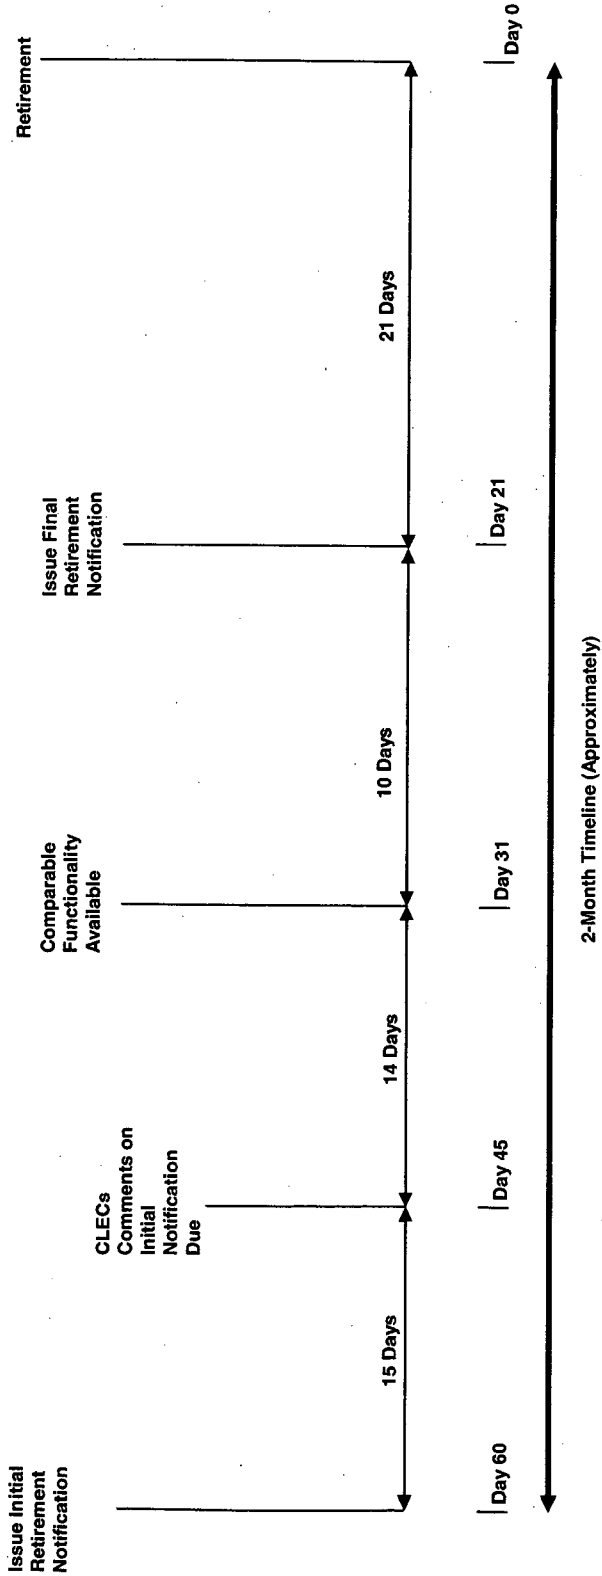 Issue Initial
Retirement
Notification
CLECs
Comments on
Initial
Notification
Due
Comparable
Functionality
Available
Issue Final
Retirement
Notification
Retirement
15 Days
14 Days
10 Days
21 Days
Day 60
Day 45
Day 31
Day 21
Day 0
2-Month Timeline (Approximately)